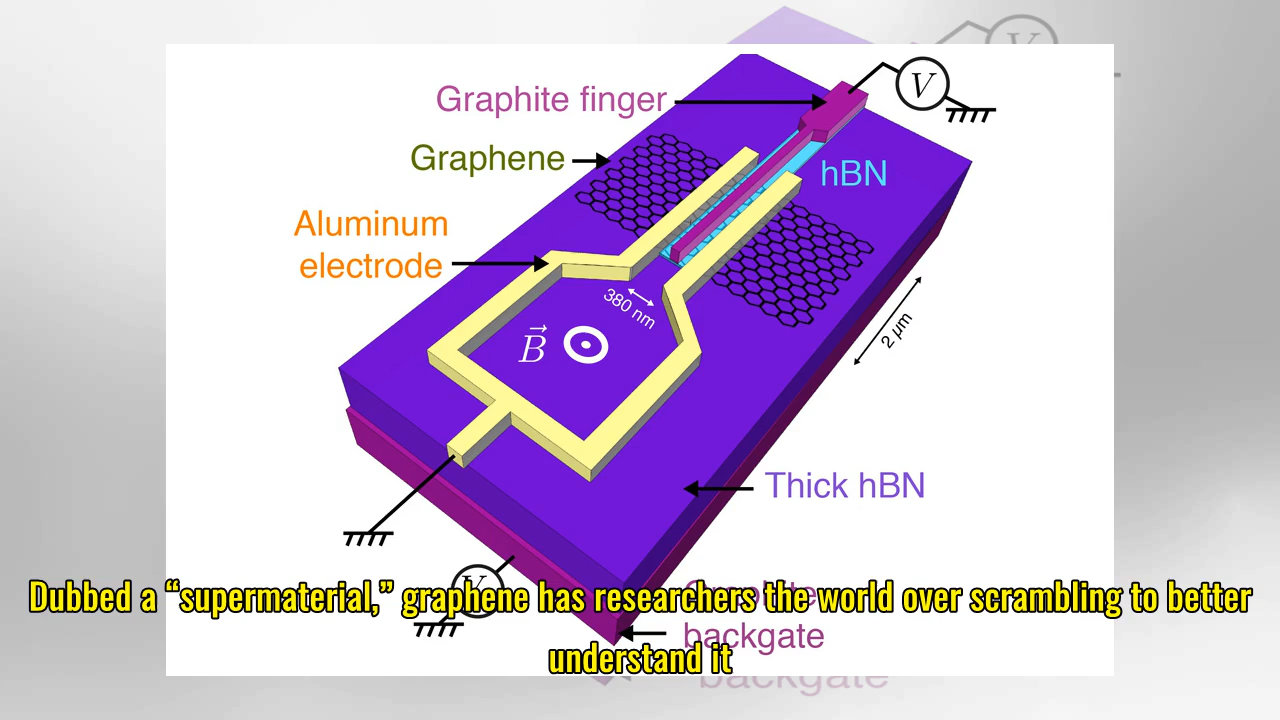 Graphite finger
V
Graphene
hBN
Aluminum
electrode
380 nm
B
2 µm
Thick hBN
V
Dubbed a “supermaterial,” graphene has researchers the world over scrambling to better
understand it
backgate
backgate